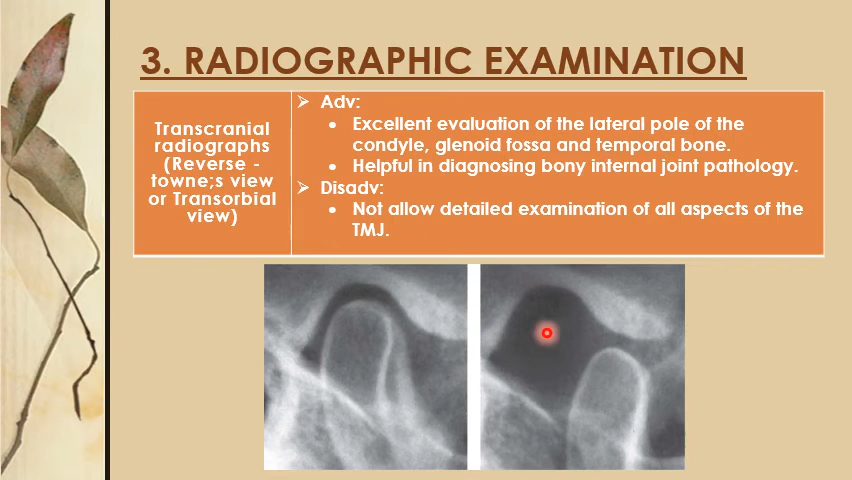 3. RADIOGRAPHIC EXAMINATION
Transcranial
radiographs
(Reverse -
towne;s view
or Transorbial
view)
➢ Adv:
• Excellent evaluation of the lateral pole of the
condyle, glenoid fossa and temporal bone.
• Helpful in diagnosing bony internal joint pathology.
➢ Disadv:
• Not allow detailed examination of all aspects of the
TMJ.